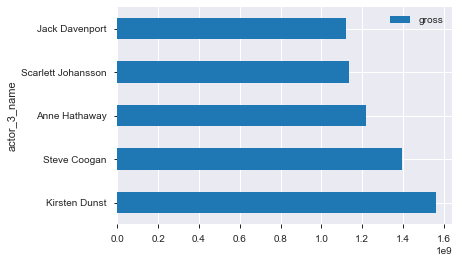 gross
Jack Davenport
Scarlett Johansson
Anne Hathaway
Steve Coogan
Kirsten Dunst
actor_3_name
0.0 0.2 0.4 0.6 0.8 1.0 1.2 1.4 1.6
1e9